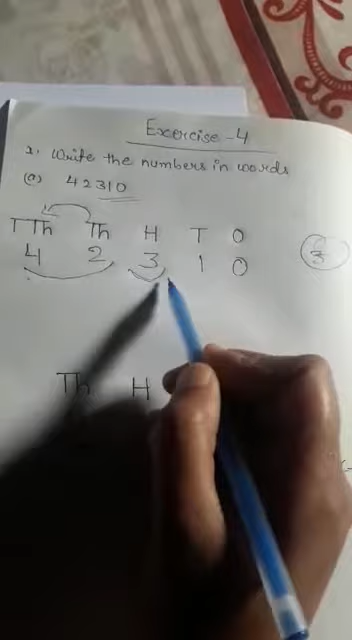 Exercise-4
1. Write the numbers in words
(a) 42310
TTh Th H T O
4 2 3 1 0
3
Th H